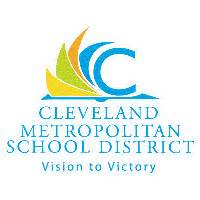 C
CLEVELAND
METROPOLITAN
SCHOOL DISTRICT
Vision to Victory